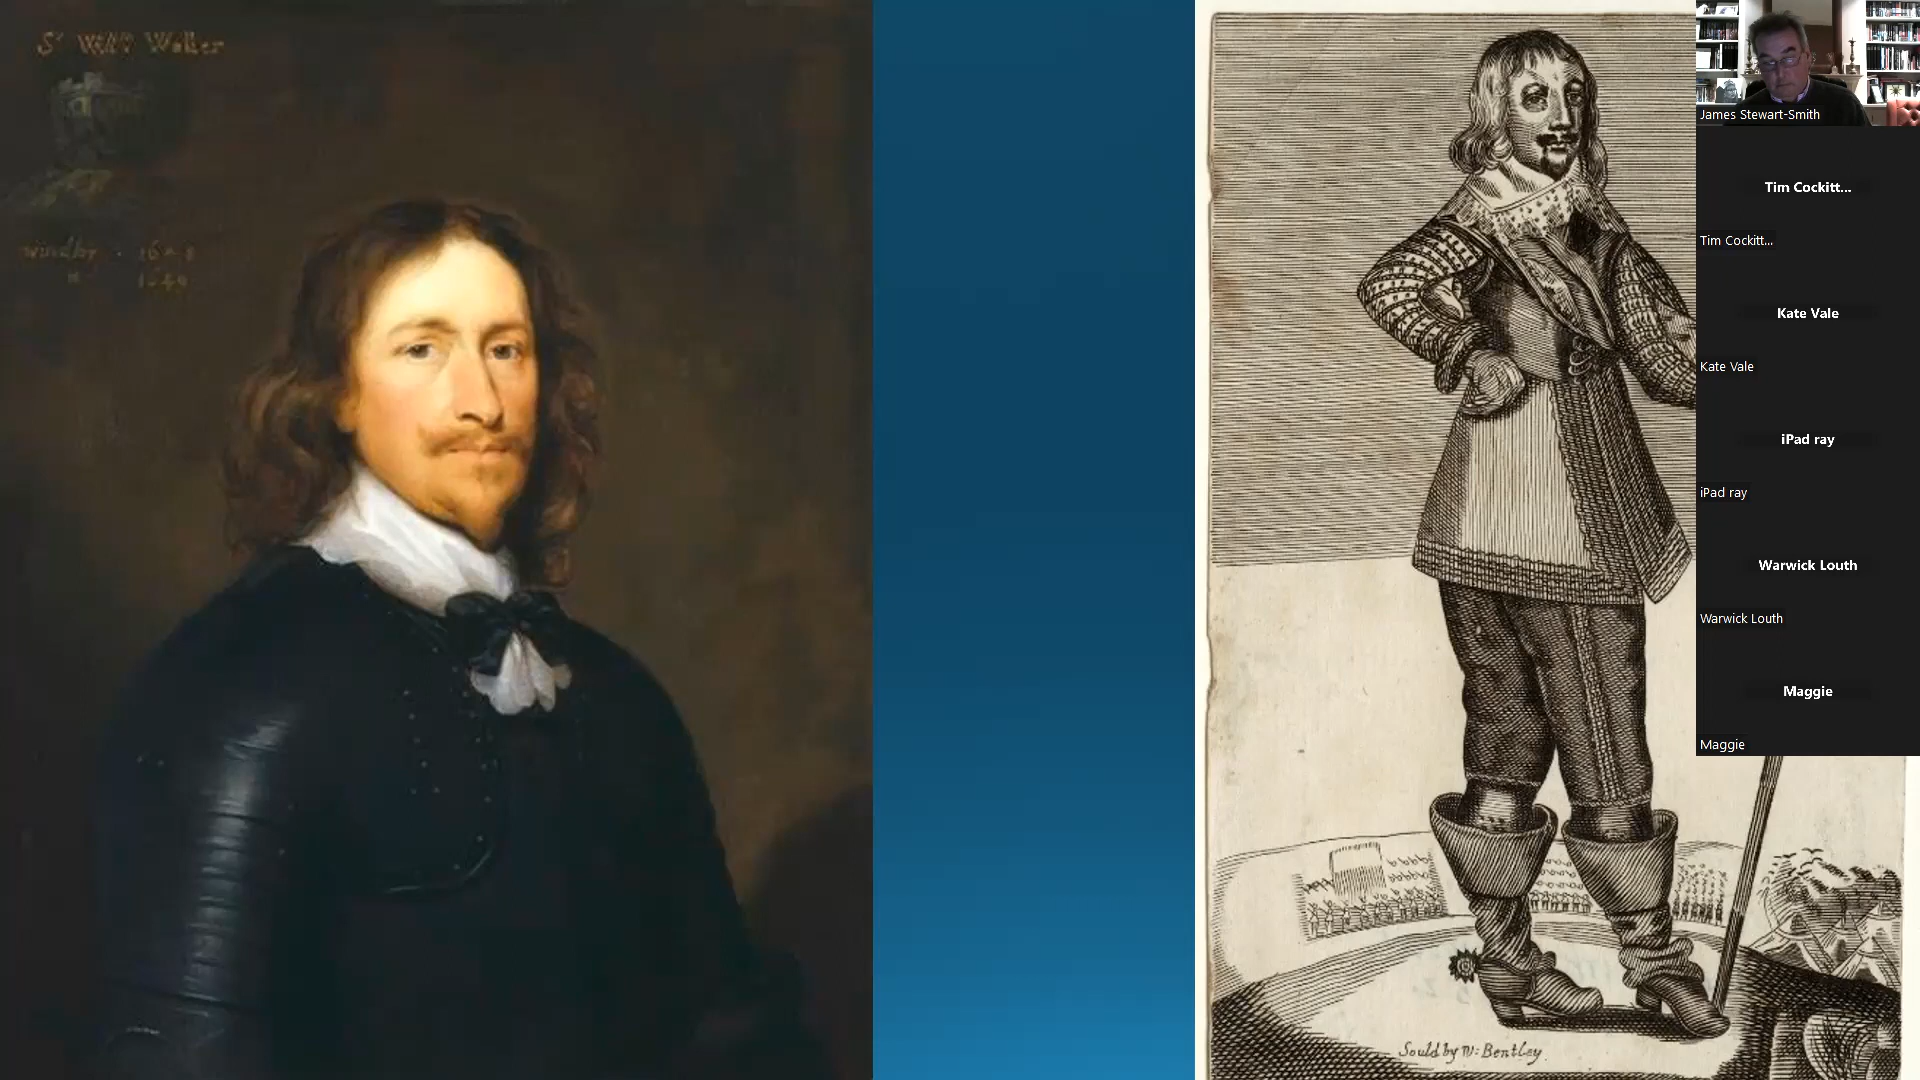 Sr Willm Waller
Sould by W: Bentley.
James Stewart-Smith
Tim Cockitt...
Tim Cockitt...
Kate Vale
Kate Vale
iPad ray
iPad ray
Warwick Louth
Warwick Louth
Maggie
Maggie